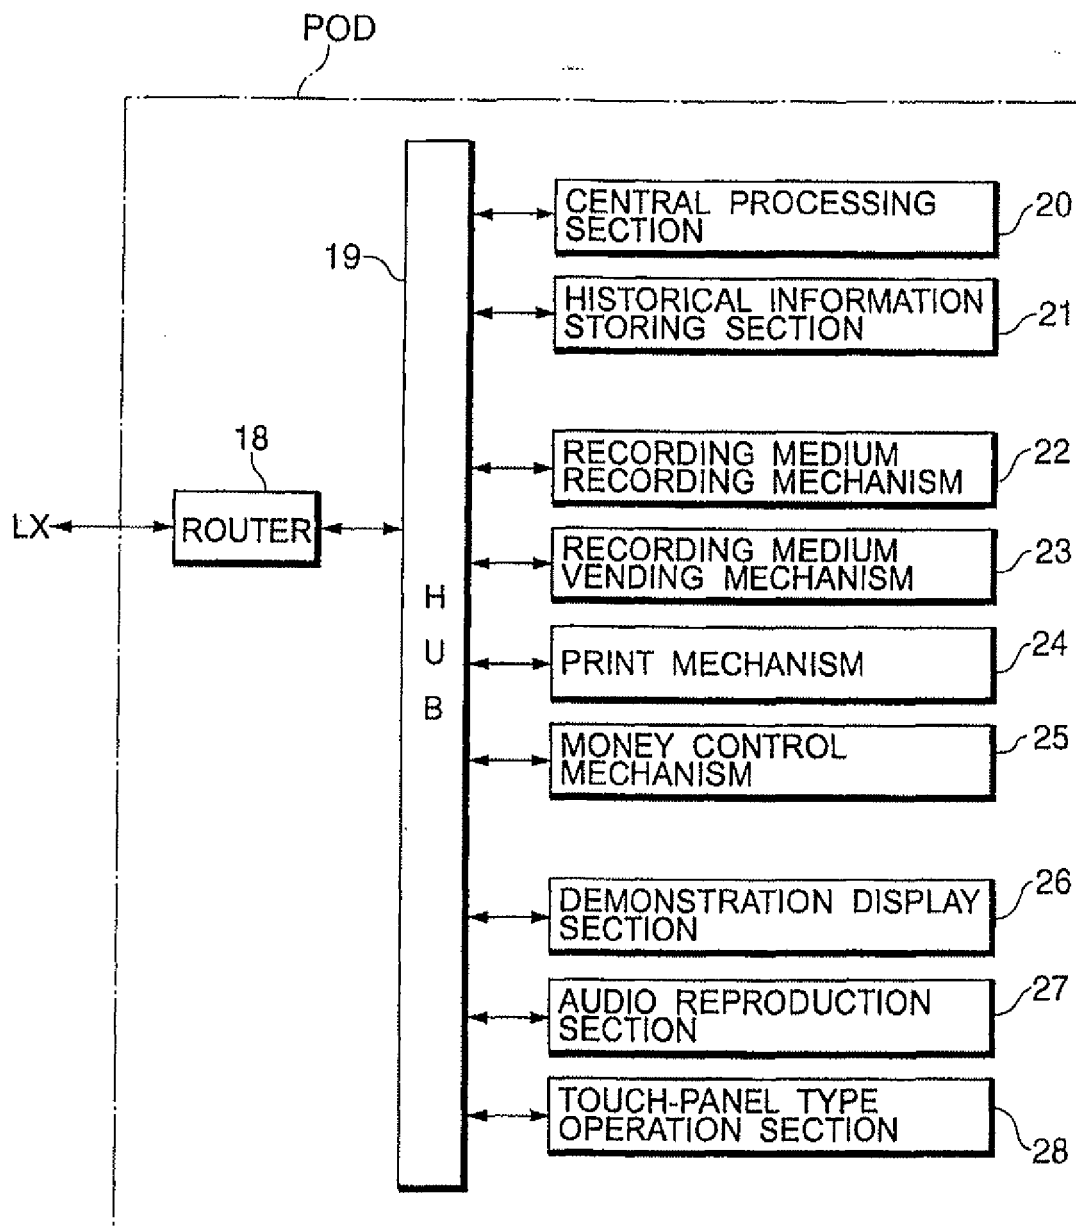 POD
CENTRAL PROCESSING
SECTION
20
19
HISTORICAL INFORMATION
STORING SECTION
21
18
RECORDING MEDIUM
RECORDING MECHANISM
22
LX
ROUTER
RECORDING MEDIUM
VENDING MECHANISM
23
H
U
B
PRINT MECHANISM
24
MONEY CONTROL
MECHANISM
25
DEMONSTRATION DISPLAY
SECTION
26
AUDIO REPRODUCTION
SECTION
27
TOUCH-PANEL TYPE
OPERATION SECTION
28